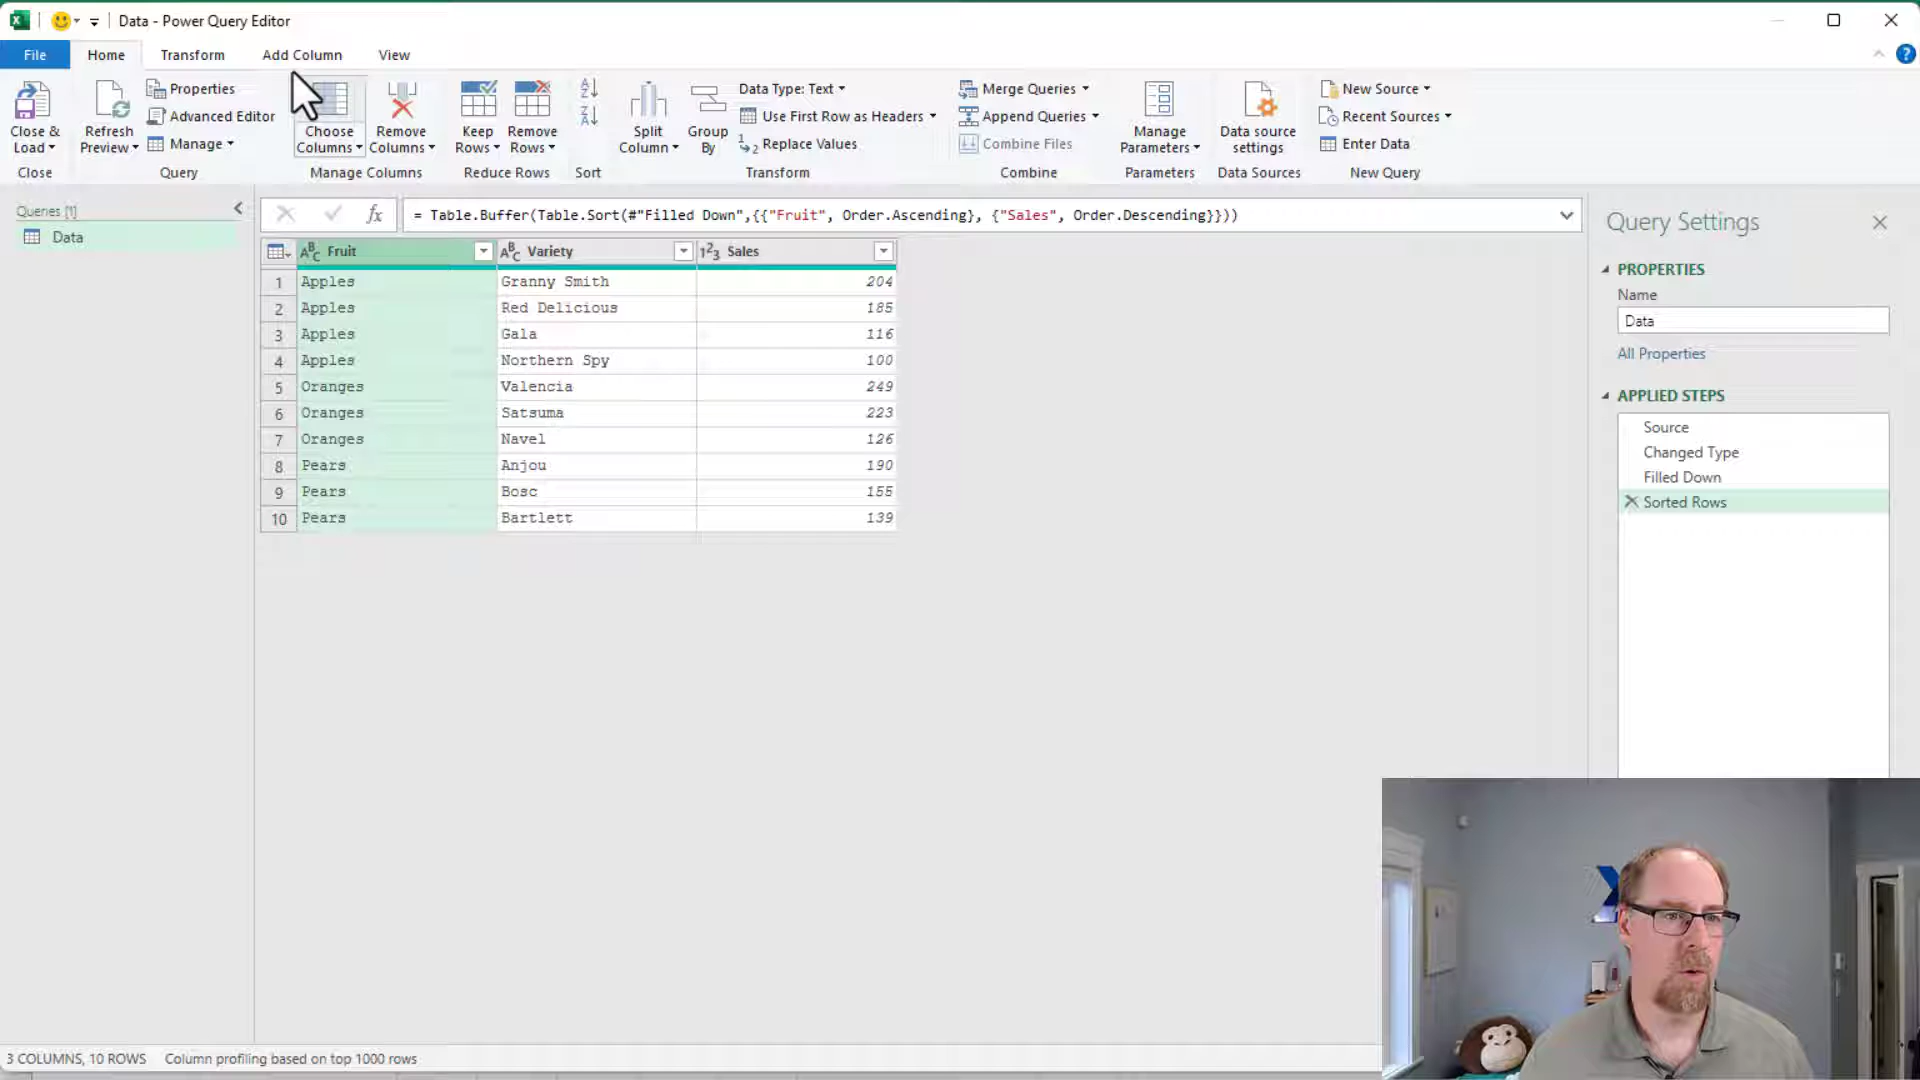 Data - Power Query Editor
File Home Transform Add Column View
Close & Load
Refresh Preview
Properties
Advanced Editor
Manage
Choose Columns
Remove Columns
Keep Rows
Remove Rows
Split Column
Group By
Data Type: Text
Use First Row as Headers
Replace Values
Merge Queries
Append Queries
Combine Files
Manage Parameters
Data source settings
New Source
Recent Sources
Enter Data
Close Query Manage Columns Reduce Rows Sort Transform Combine Parameters Data Sources New Query
Queries [1]
Data
fx = Table.Buffer(Table.Sort(#"Filled Down",{{"Fruit", Order.Ascending}, {"Sales", Order.Descending}}))
Fruit Variety Sales
1 Apples Granny Smith 204
2 Apples Red Delicious 185
3 Apples Gala 116
4 Apples Northern Spy 100
5 Oranges Valencia 249
6 Oranges Satsuma 223
7 Oranges Navel 126
8 Pears Anjou 190
9 Pears Bosc 155
10 Pears Bartlett 139
Query Settings
PROPERTIES
Name
Data
All Properties
APPLIED STEPS
Source
Changed Type
Filled Down
Sorted Rows
3 COLUMNS, 10 ROWS Column profiling based on top 1000 rows